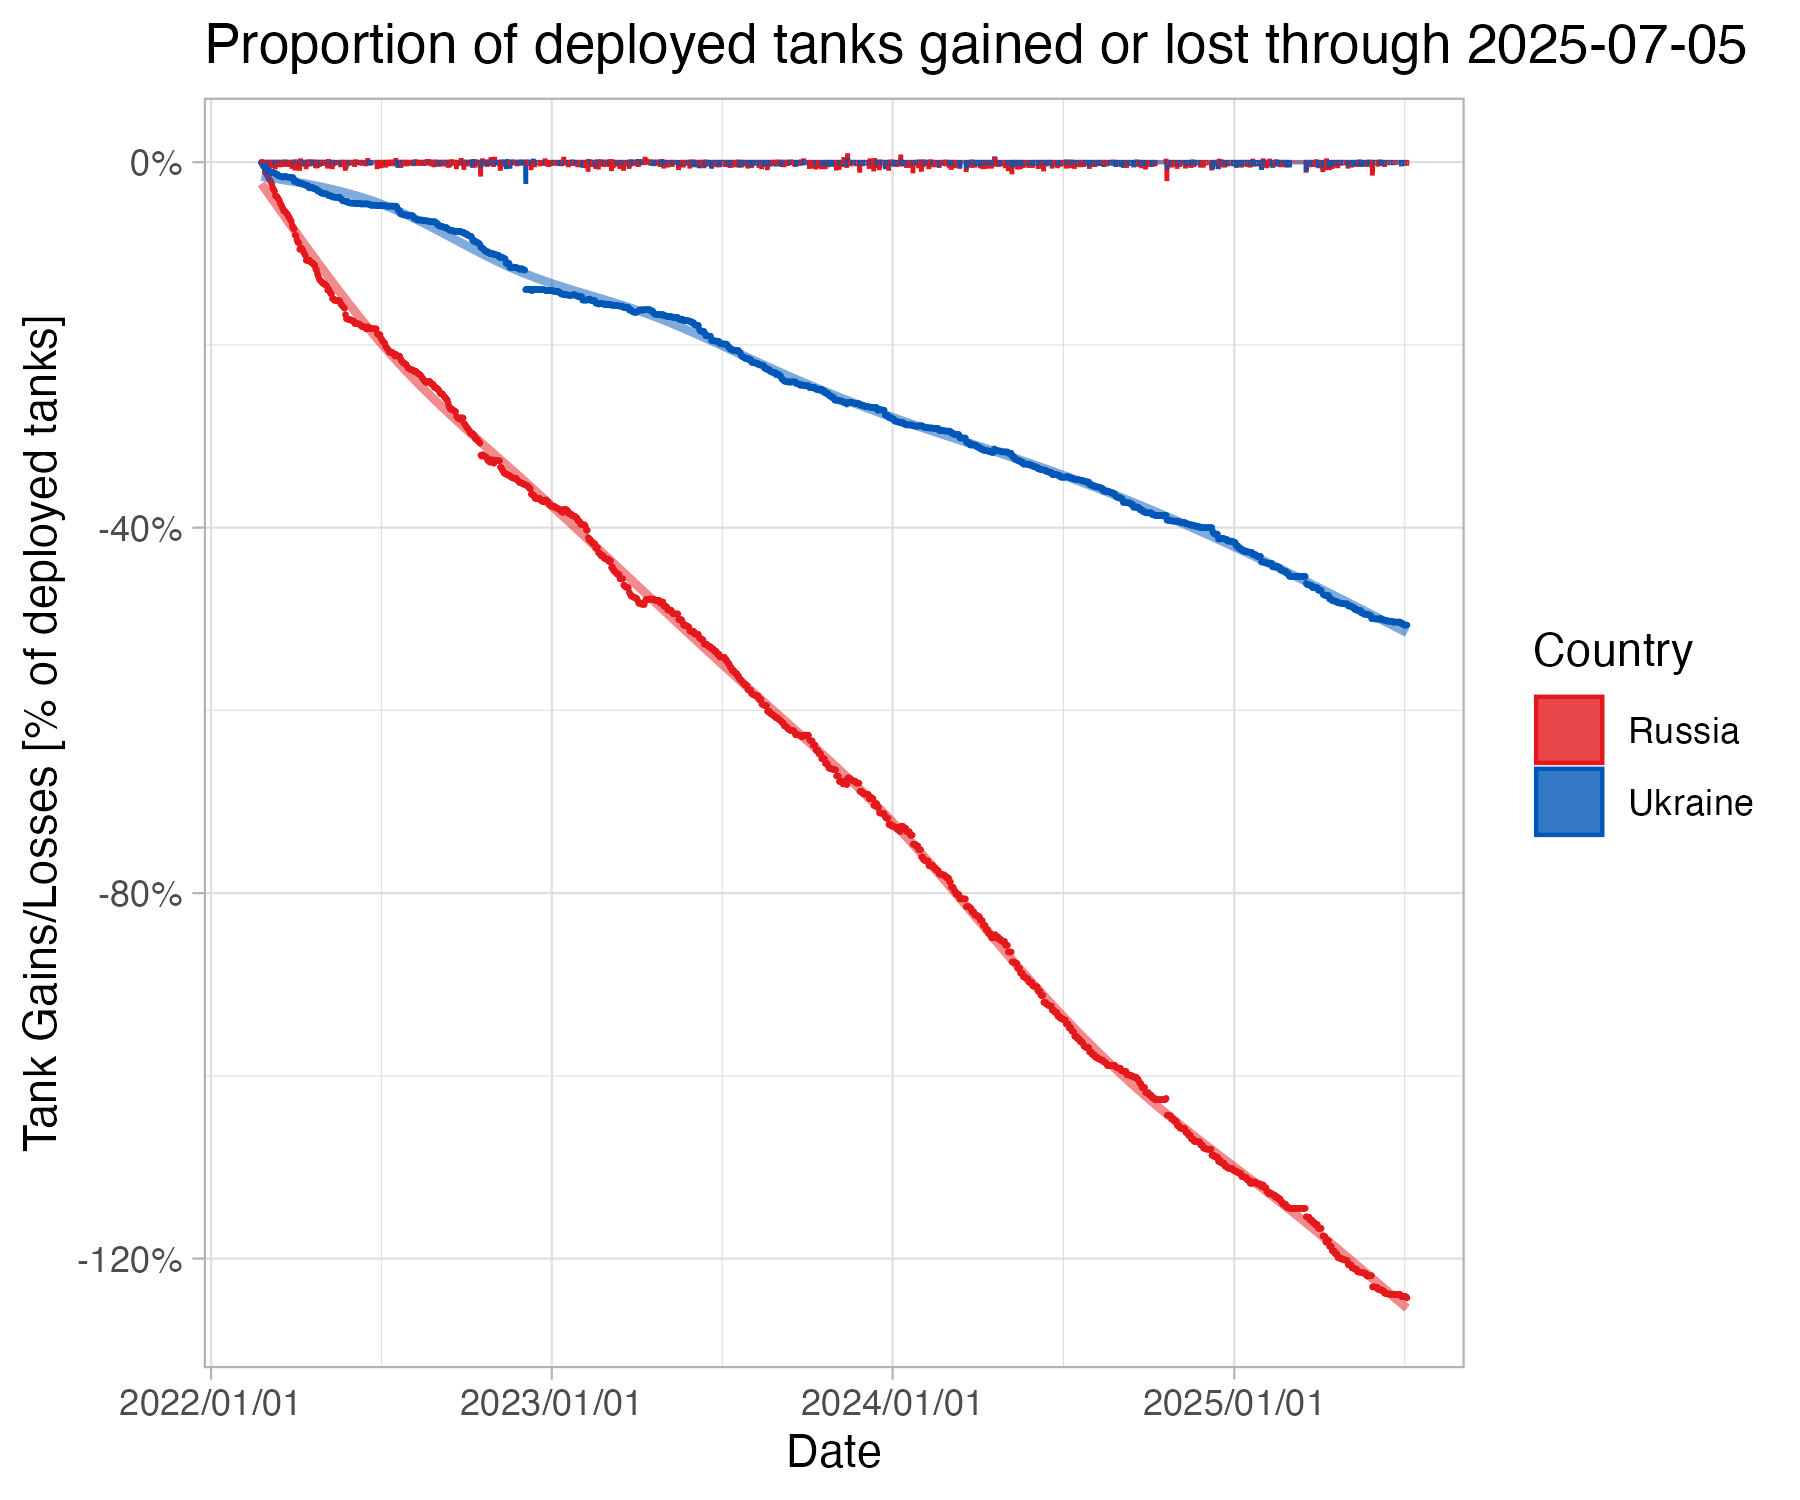 Proportion of deployed tanks gained or lost through 2025-07-05
Tank Gains/Losses [% of deployed tanks]
0%
-40%
-80%
-120%
2022/01/01
2023/01/01
2024/01/01
2025/01/01
Date
Country
Russia
Ukraine